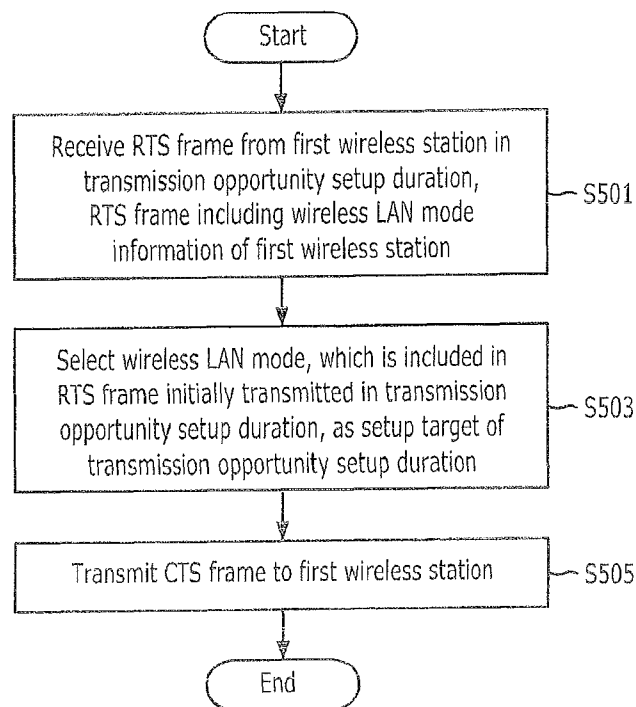 Start
Receive RTS frame from first wireless station in
transmission opportunity setup duration,
RTS frame including wireless LAN mode
information of first wireless station
S501
Select wireless LAN mode, which is included in
RTS frame initially transmitted in transmission
opportunity setup duration, as setup target of
transmission opportunity setup duration
S503
Transmit CTS frame to first wireless station
S505
End